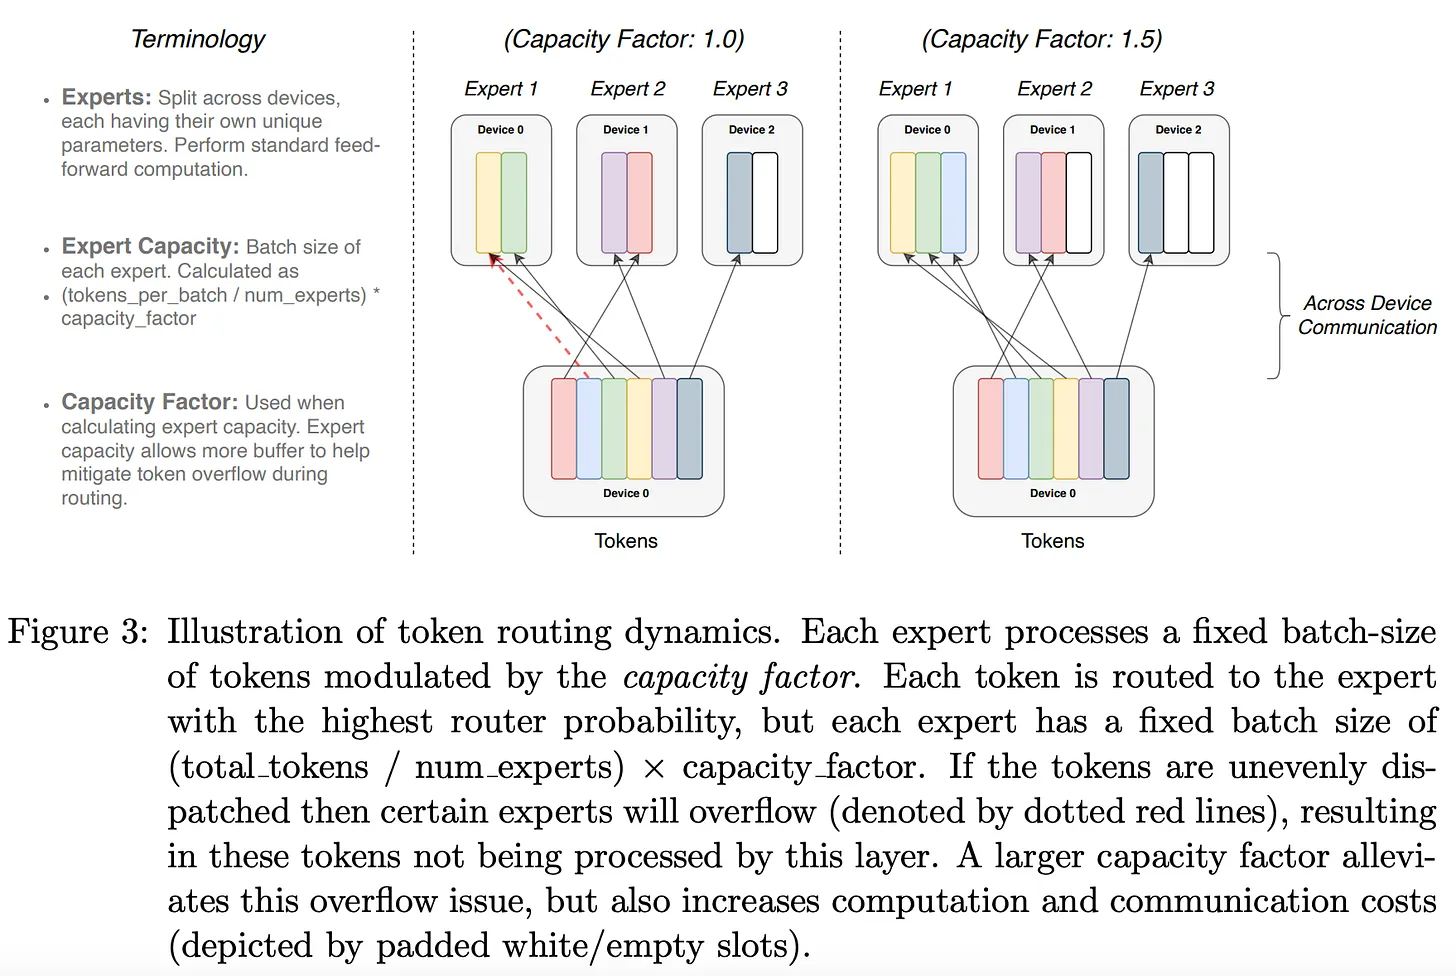 Terminology
• Experts: Split across devices,
each having their own unique
parameters. Perform standard feed-
forward computation.
• Expert Capacity: Batch size of
each expert. Calculated as
• (tokens_per_batch / num_experts) *
capacity_factor
• Capacity Factor: Used when
calculating expert capacity. Expert
capacity allows more buffer to help
mitigate token overflow during
routing.
(Capacity Factor: 1.0)
Expert 1 Expert 2 Expert 3
Device 0 Device 1 Device 2
Device 0
Tokens
(Capacity Factor: 1.5)
Expert 1 Expert 2 Expert 3
Device 0 Device 1 Device 2
Device 0
Tokens
Across Device
Communication
Figure 3: Illustration of token routing dynamics. Each expert processes a fixed batch-size
of tokens modulated by the capacity factor. Each token is routed to the expert
with the highest router probability, but each expert has a fixed batch size of
(total_tokens / num_experts) × capacity_factor. If the tokens are unevenly dis-
patched then certain experts will overflow (denoted by dotted red lines), resulting
in these tokens not being processed by this layer. A larger capacity factor allevi-
ates this overflow issue, but also increases computation and communication costs
(depicted by padded white/empty slots).